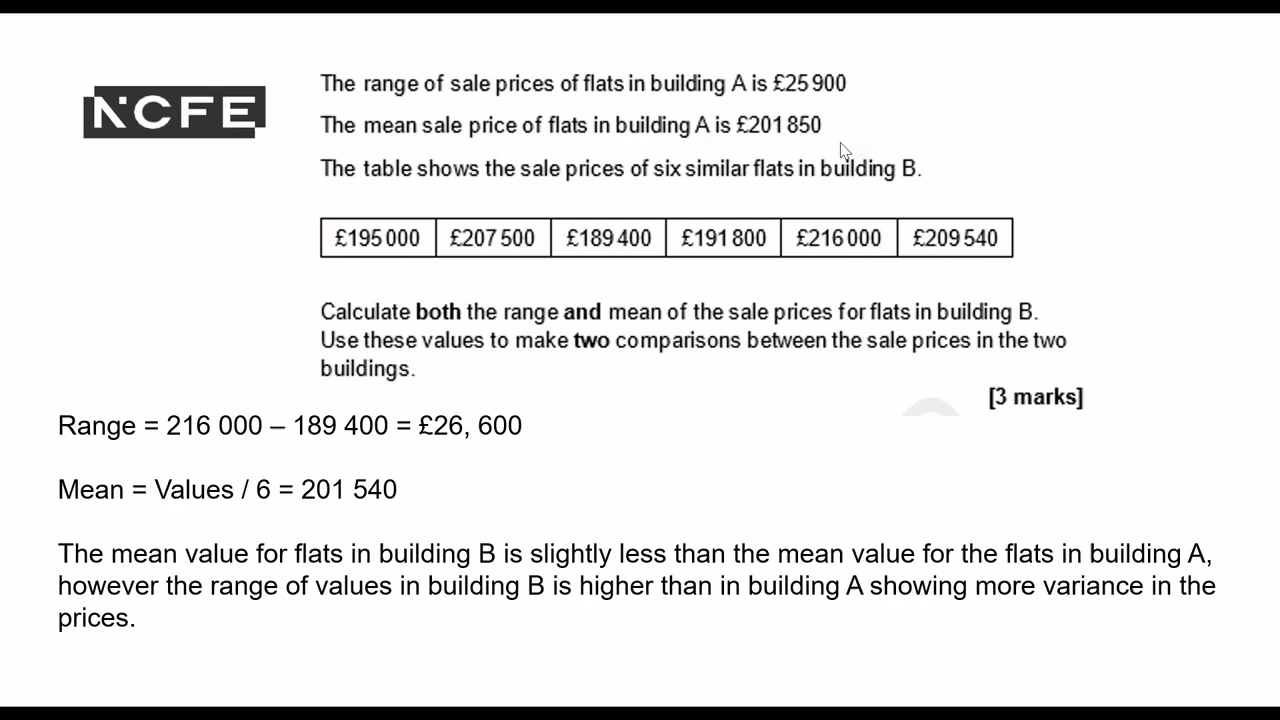 NCFE
The range of sale prices of flats in building A is £25 900
The mean sale price of flats in building A is £201 850
The table shows the sale prices of six similar flats in building B.
£195 000 £207 500 £189 400 £191 800 £216 000 £209 540
Calculate both the range and mean of the sale prices for flats in building B.
Use these values to make two comparisons between the sale prices in the two
buildings.
[3 marks]
Range = 216 000 – 189 400 = £26, 600
Mean = Values / 6 = 201 540
The mean value for flats in building B is slightly less than the mean value for the flats in building A,
however the range of values in building B is higher than in building A showing more variance in the
prices.